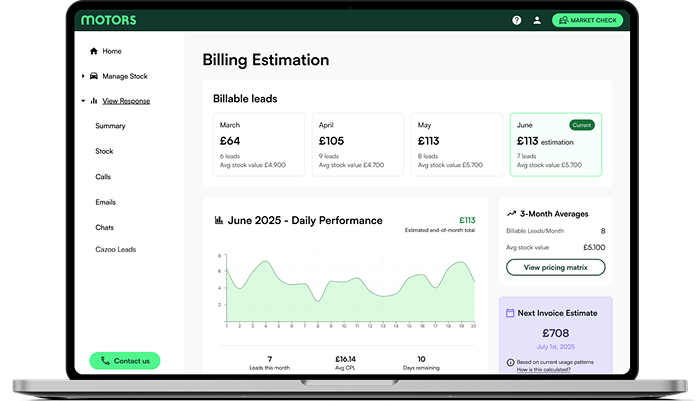 MOTORS
MARKET CHECK
Home
Manage Stock
View Response
Summary
Stock
Calls
Emails
Chats
Cazoo Leads
Contact us
Billing Estimation
Billable leads
March
£64
6 leads
Avg stock value £4.900
April
£105
9 leads
Avg stock value £4.700
May
£113
8 leads
Avg stock value £5.700
June
Current
£113 estimation
7 leads
Avg stock value £5.700
June 2025 - Daily Performance
£113
Estimated end-of-month total
8
6
4
2
1 2 3 4 5 6 7 8 9 10 11 12 13 14 15 16 17 18 19 20
7
Leads this month
£16.14
Avg CPL
10
Days remaining
3-Month Averages
Billable Leads/Month 8
Avg stock value £5.100
View pricing matrix
Next Invoice Estimate
£708
July 1st, 2025
Based on current usage patterns
How is this calculated?